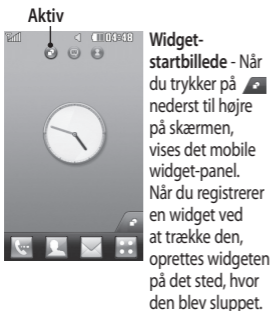 Aktiv
04:48
Widget-
startbillede - Når
du trykker på
nederst til højre
på skærmen,
vises det mobile
widget-panel.
Når du registrerer
en widget ved
at trække den,
oprettes widgeten
på det sted, hvor
den blev sluppet.